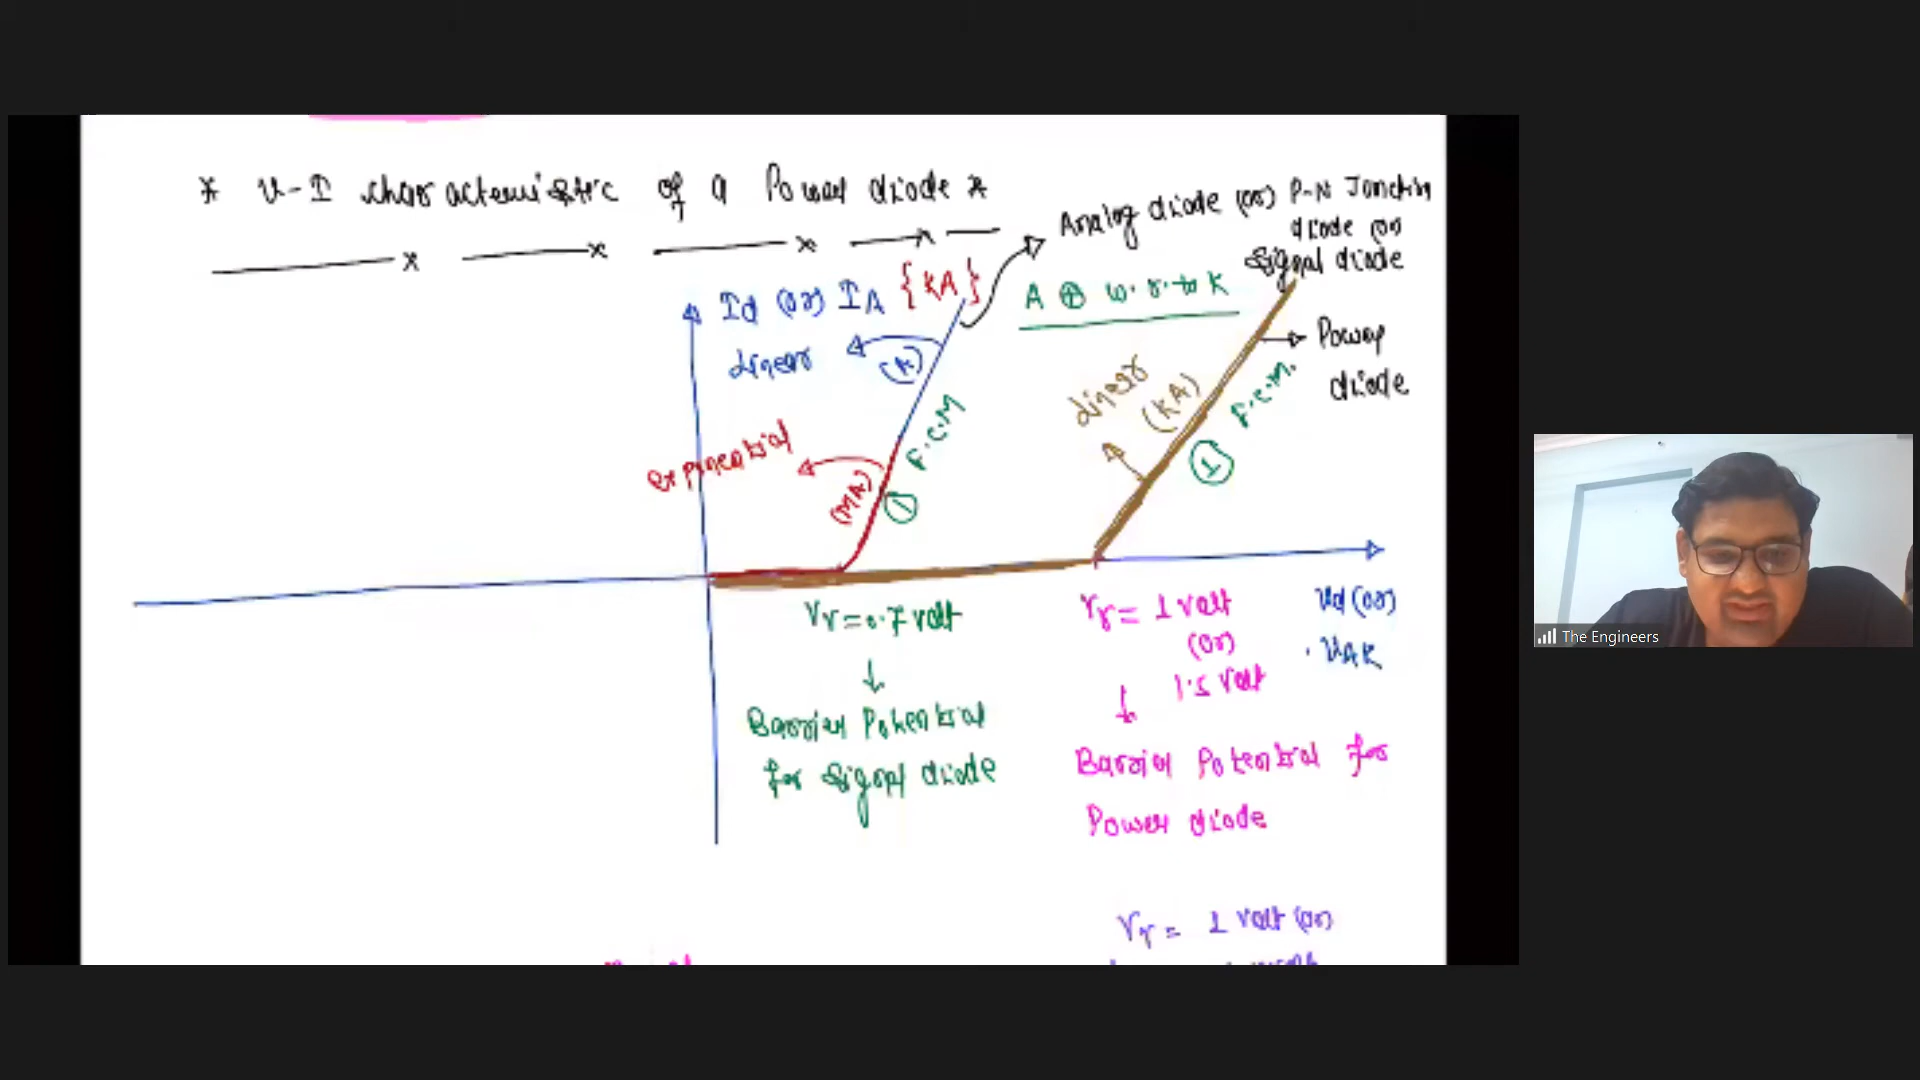 * V-I characteristic of a Power diode *
Analog diode (or) P-N Junction
diode (or)
Signal diode
Id (or) IA {KA}
A ⊕ w.r.to K
Linear
(A)
Power
diode
Linear
(KA)
F.C.M.
F.C.M
exponential
(MA)
1
1
Vr = 0.7 volt
Vr = 1 volt
(or)
1.5 volt
Vd (or)
VAK
↓
Barrier Potential
for Signal diode
↓
Barrier Potential for
Power diode
Vr = 1 volt (or)
The Engineers